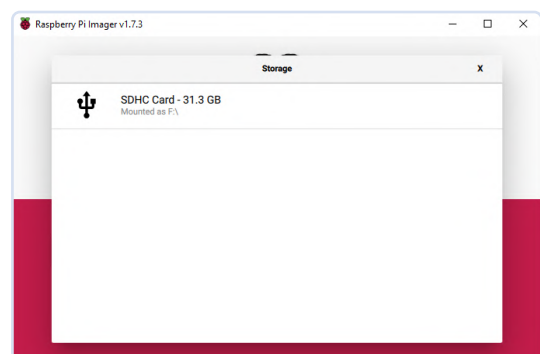 Raspberry Pi Imager v1.7.3
Storage
X
SDHC Card - 31.3 GB
Mounted as F:\